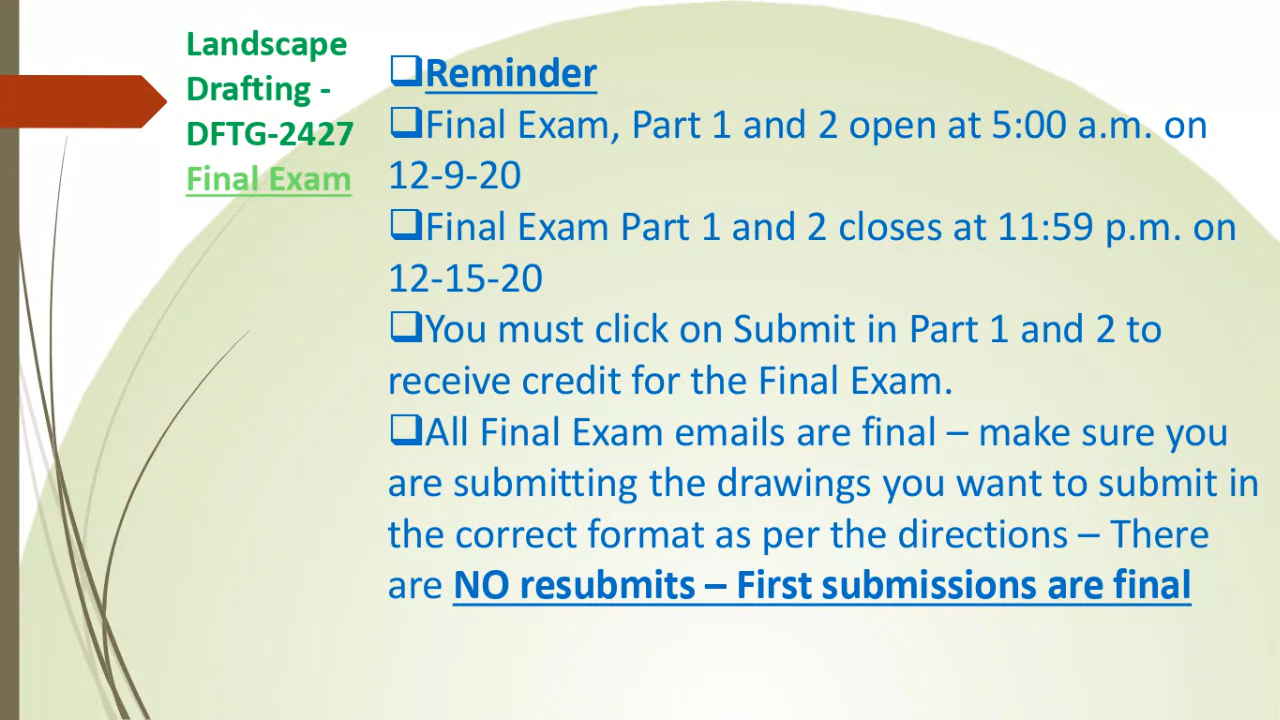 Landscape
Drafting -
DFTG-2427
Final Exam
❑Reminder
❑Final Exam, Part 1 and 2 open at 5:00 a.m. on
12-9-20
❑Final Exam Part 1 and 2 closes at 11:59 p.m. on
12-15-20
❑You must click on Submit in Part 1 and 2 to
receive credit for the Final Exam.
❑All Final Exam emails are final – make sure you
are submitting the drawings you want to submit in
the correct format as per the directions – There
are NO resubmits – First submissions are final